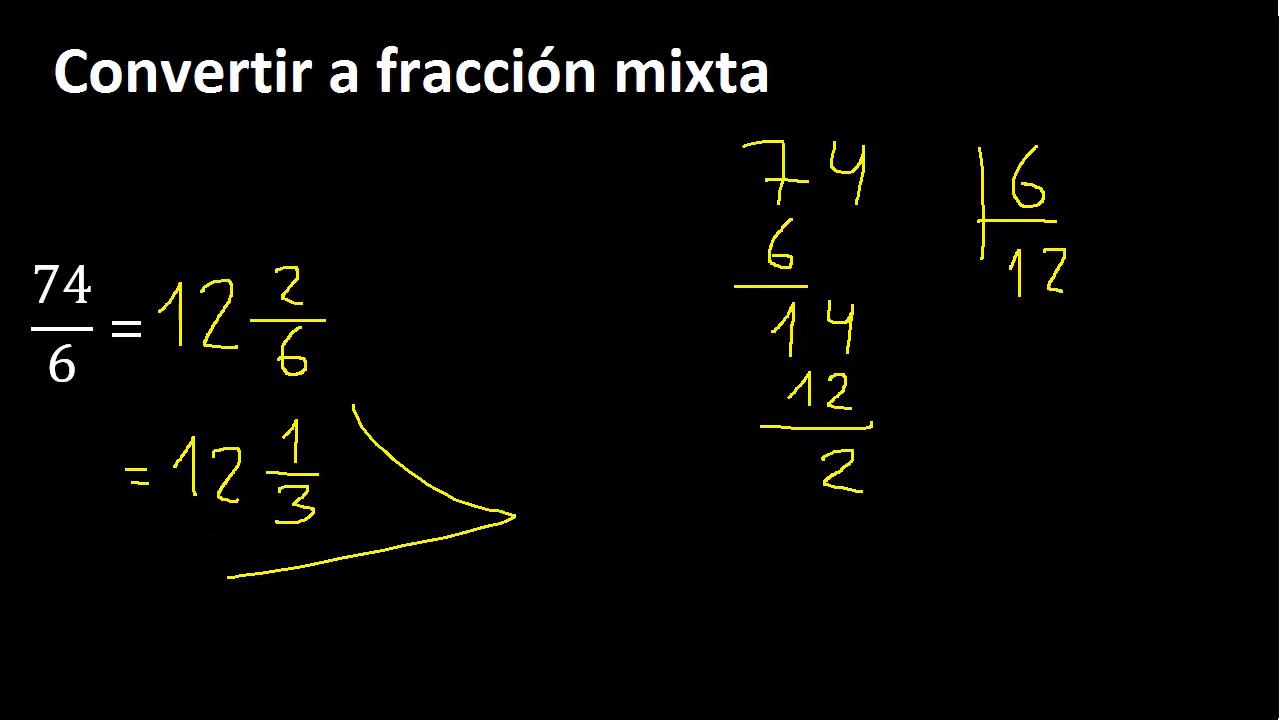 Convertir a fracción mixta
74/6 = 12 2/6
= 12 1/3
74 | 6
6 12
14
12
2